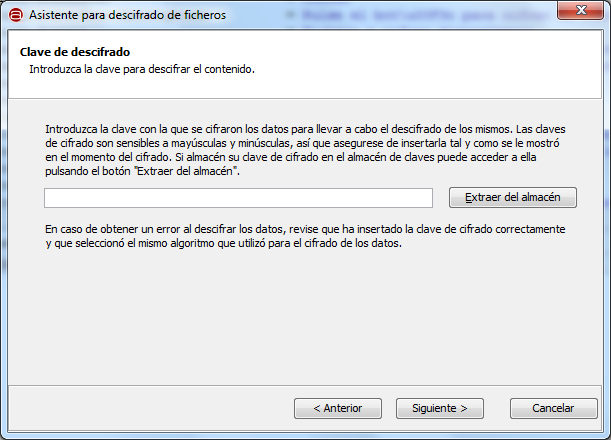 Asistente para descifrado de ficheros
Clave de descifrado
Introduzca la clave para descifrar el contenido.
Introduzca la clave con la que se cifraron los datos para llevar a cabo el descifrado de los mismos. Las claves
de cifrado son sensibles a mayúsculas y minúsculas, así que asegurese de insertarla tal y como se le mostró
en el momento del cifrado. Si almacén su clave de cifrado en el almacén de claves puede acceder a ella
pulsando el botón "Extraer del almacén".
Extraer del almacén
En caso de obtener un error al descifrar los datos, revise que ha insertado la clave de cifrado correctamente
y que seleccionó el mismo algoritmo que utilizó para el cifrado de los datos.
< Anterior
Siguiente >
Cancelar